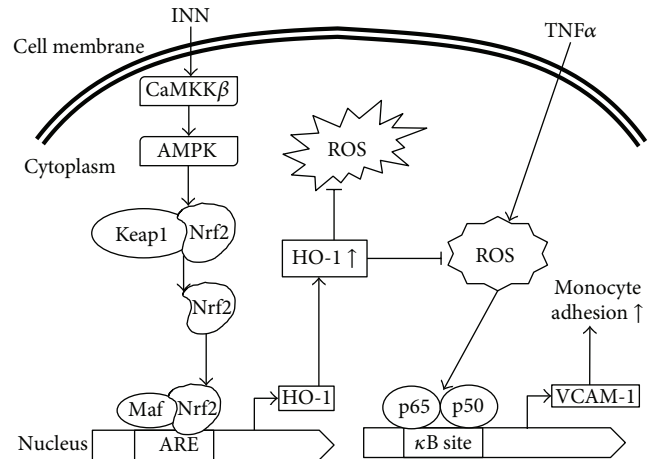 INN
TNFα
Cell membrane
CaMKKβ
AMPK
ROS
Cytoplasm
Keap1
Nrf2
HO-1 ↑
ROS
Nrf2
Monocyte
adhesion ↑
Maf
Nrf2
HO-1
p65
p50
VCAM-1
Nucleus
ARE
κB site